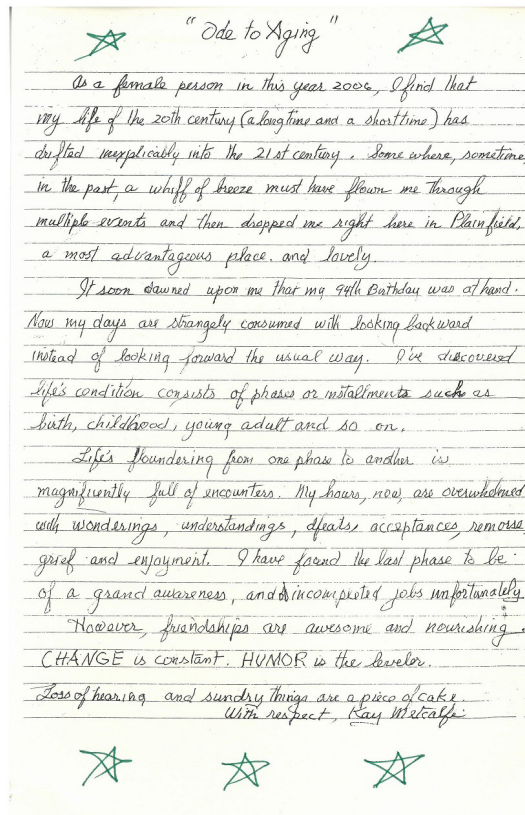 "Ode to Aging"
As a female person in this year 2006, I find that
my life of the 20th century (a long time and a short time) has
drifted inexplicably into the 21st century. Some where, sometime,
in the past, a whiff of breeze must have flown me through
multiple events and then dropped me right here in Plainfield,
a most advantageous place. and lovely.
It soon dawned upon me that my 94th Birthday was at hand.
Now my days are strangely consumed with looking backward
instead of looking forward the usual way. I've discovered
life's condition consists of phases or installments such as
birth, childhood, young adult and so on.
Life's floundering from one phase to another is
magnificently full of encounters. My hours, now, are overwhelmed
with wonderings, understandings, defeats, acceptances, remorse,
grief and enjoyment. I have found the last phase to be
of a grand awareness, and incompleted jobs unfortunately.
However, friendships are awesome and nourishing.
CHANGE is constant. HUMOR is the leveler.
Loss of hearing and sundry things are a piece of cake.
With respect, Kay Metcalfe